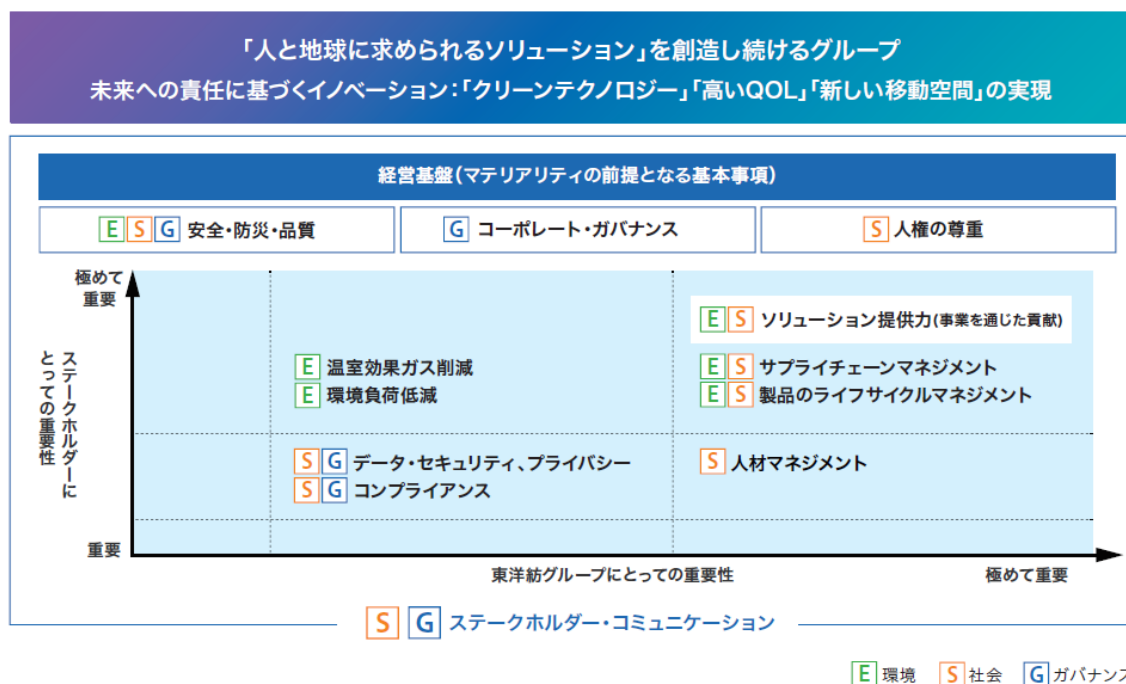 「人と地球に求められるソリューション」を創造し続けるグループ
未来への責任に基づくイノベーション：「クリーンテクノロジー」「高いQOL」「新しい移動空間」の実現
経営基盤（マテリアリティの前提となる基本事項）
E S G 安全・防災・品質
G コーポレート・ガバナンス
S 人権の尊重
極めて
重要
ステークホルダーに
とっての重要性
E S ソリューション提供力(事業を通じた貢献)
E 温室効果ガス削減
E 環境負荷低減
E S サプライチェーンマネジメント
E S 製品のライフサイクルマネジメント
S G データ・セキュリティ、プライバシー
S G コンプライアンス
S 人材マネジメント
重要
東洋紡グループにとっての重要性
極めて重要
S G ステークホルダー・コミュニケーション
E 環境 S 社会 G ガバナンス